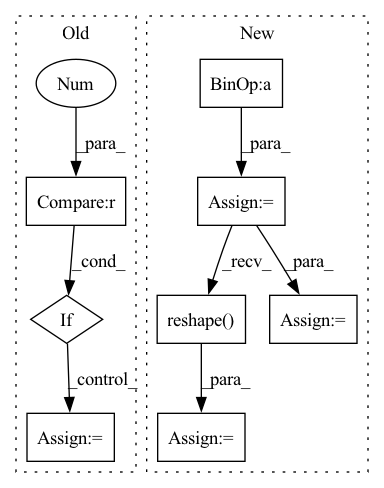 Old
New
Num
BinOp:a
_para_
_para_
Compare:r
Assign:=
_cond_
_recv_
_para_
If
reshape()
Assign:=
_control_
_para_
Assign:=
Assign:=